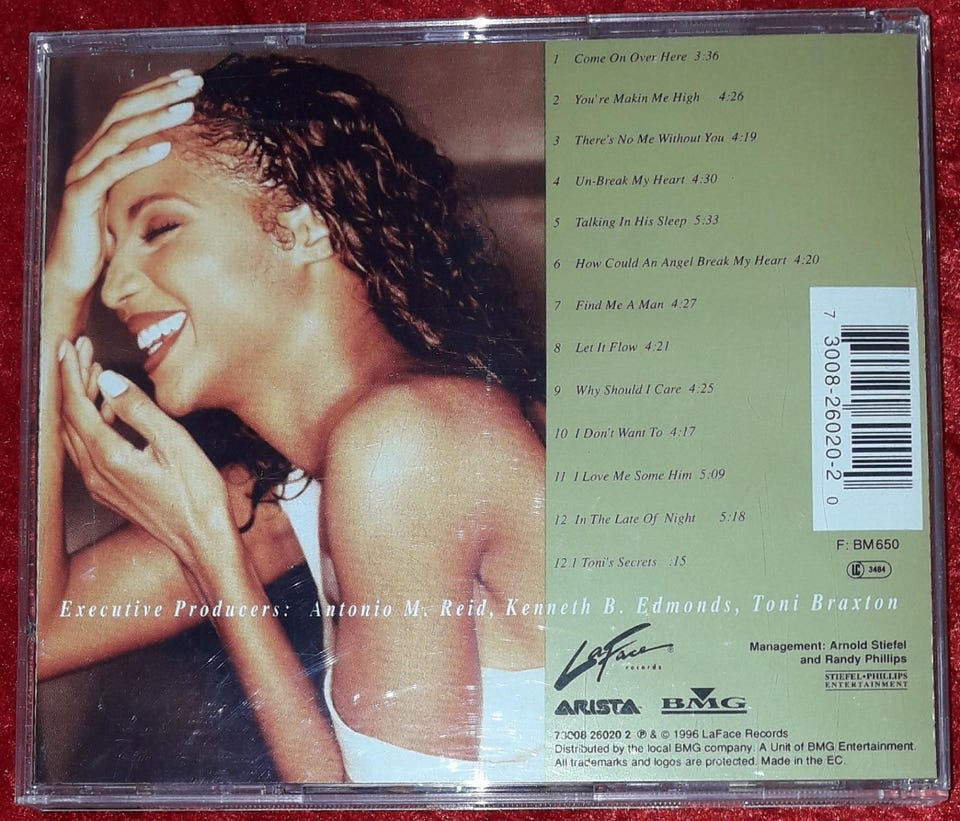 1 Come On Over Here 3:36
2 You're Makin Me High 4:26
3 There's No Me Without You 4:19
4 Un-Break My Heart 4:30
5 Talking In His Sleep 5:33
6 How Could An Angel Break My Heart 4:20
7 Find Me A Man 4:27
8 Let It Flow 4:21
9 Why Should I Care 4:25
10 I Don't Want To 4:17
11 I Love Me Some Him 5:09
12 In The Late Of Night 5:18
12.1 Toni's Secrets :15
7 3008-26020-2 0
F: BM650
LC 3484
Executive Producers: Antonio M. Reid, Kenneth B. Edmonds, Toni Braxton
LaFace ®
records
Management: Arnold Stiefel
and Randy Phillips
STIEFEL•PHILLIPS
ENTERTAINMENT
ARISTA BMG
73008 26020 2 ℗ & © 1996 LaFace Records
Distributed by the local BMG company. A Unit of BMG Entertainment.
All trademarks and logos are protected. Made in the EC.